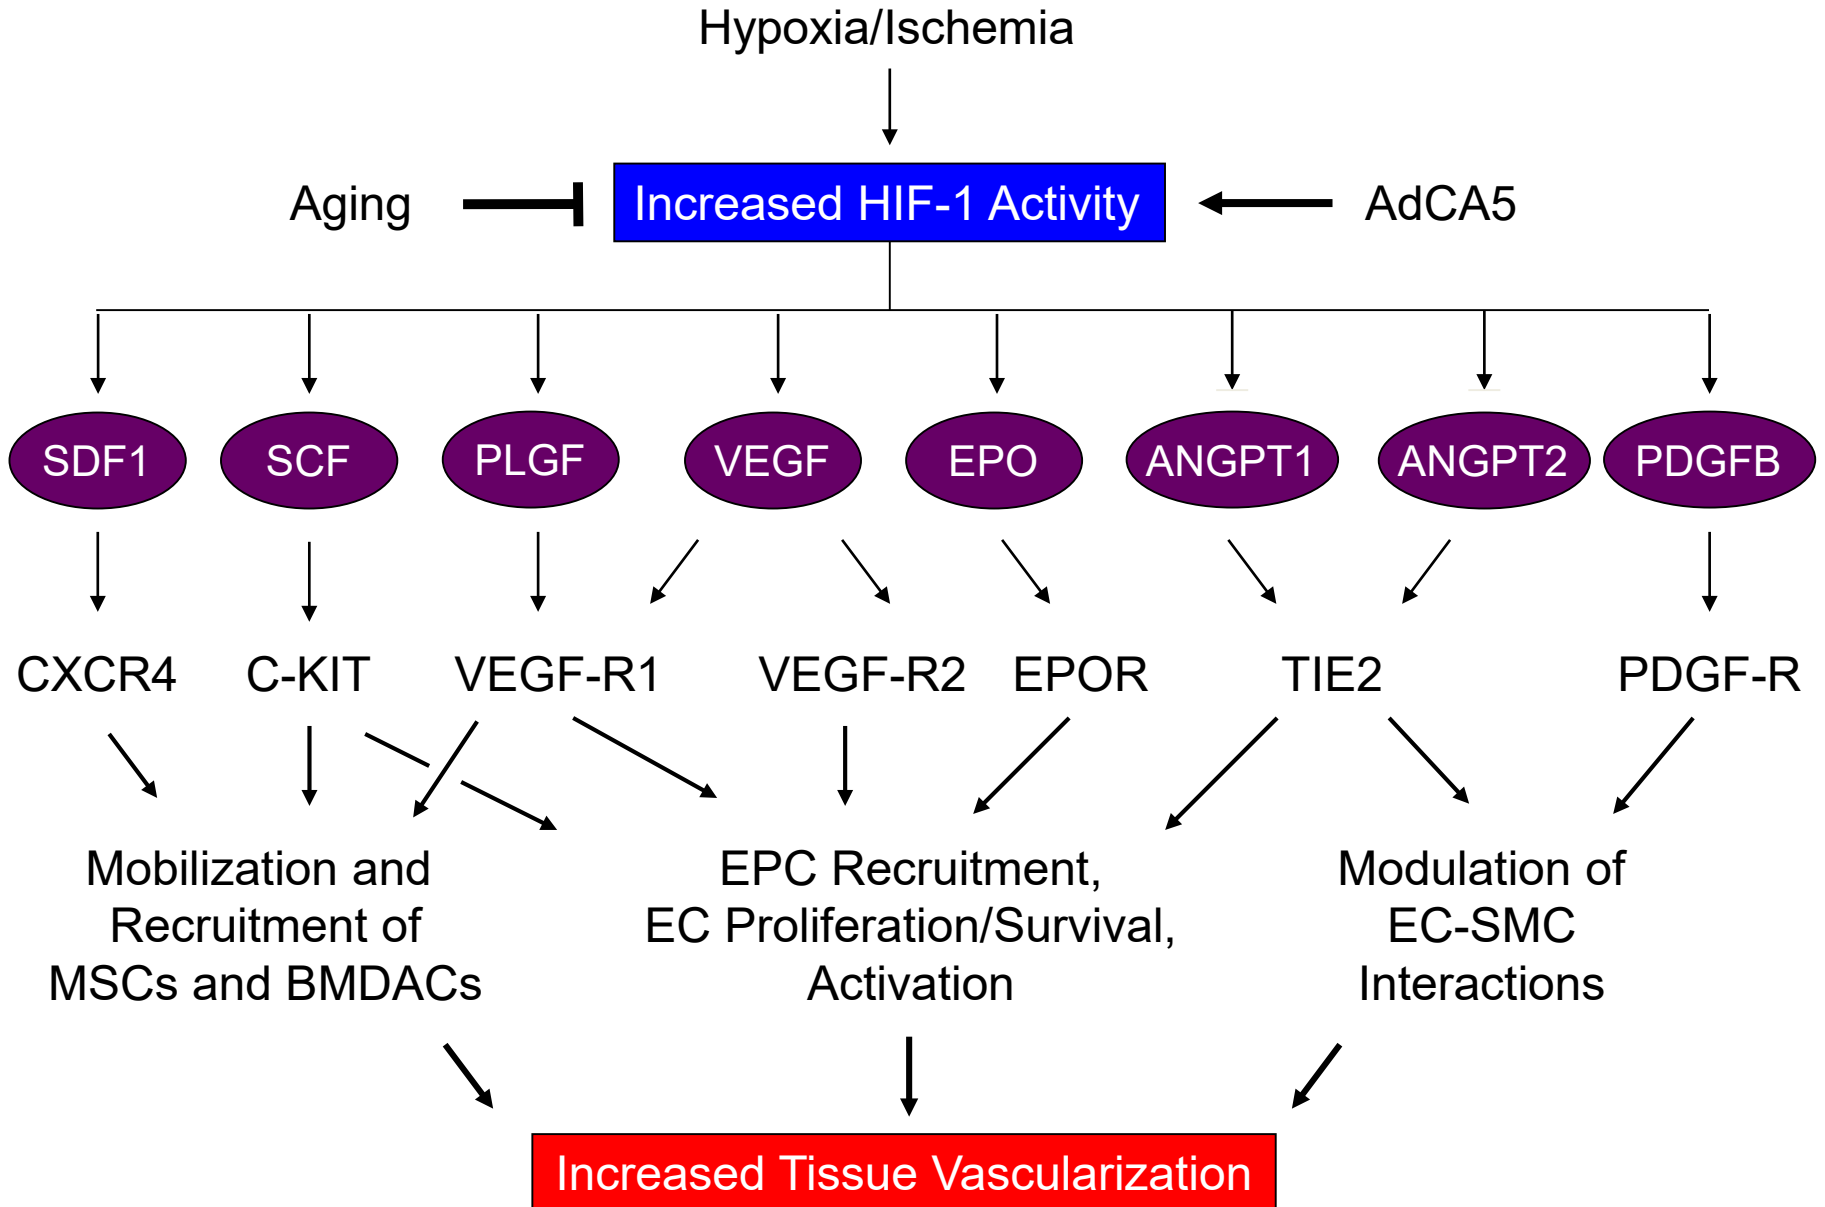 Hypoxia/Ischemia
Aging
Increased HIF-1 Activity
AdCA5
SDF1
SCF
PLGF
VEGF
EPO
ANGPT1
ANGPT2
PDGFB
CXCR4
C-KIT
VEGF-R1
VEGF-R2
EPOR
TIE2
PDGF-R
Mobilization and
Recruitment of
MSCs and BMDACs
EPC Recruitment,
EC Proliferation/Survival,
Activation
Modulation of
EC-SMC
Interactions
Increased Tissue Vascularization